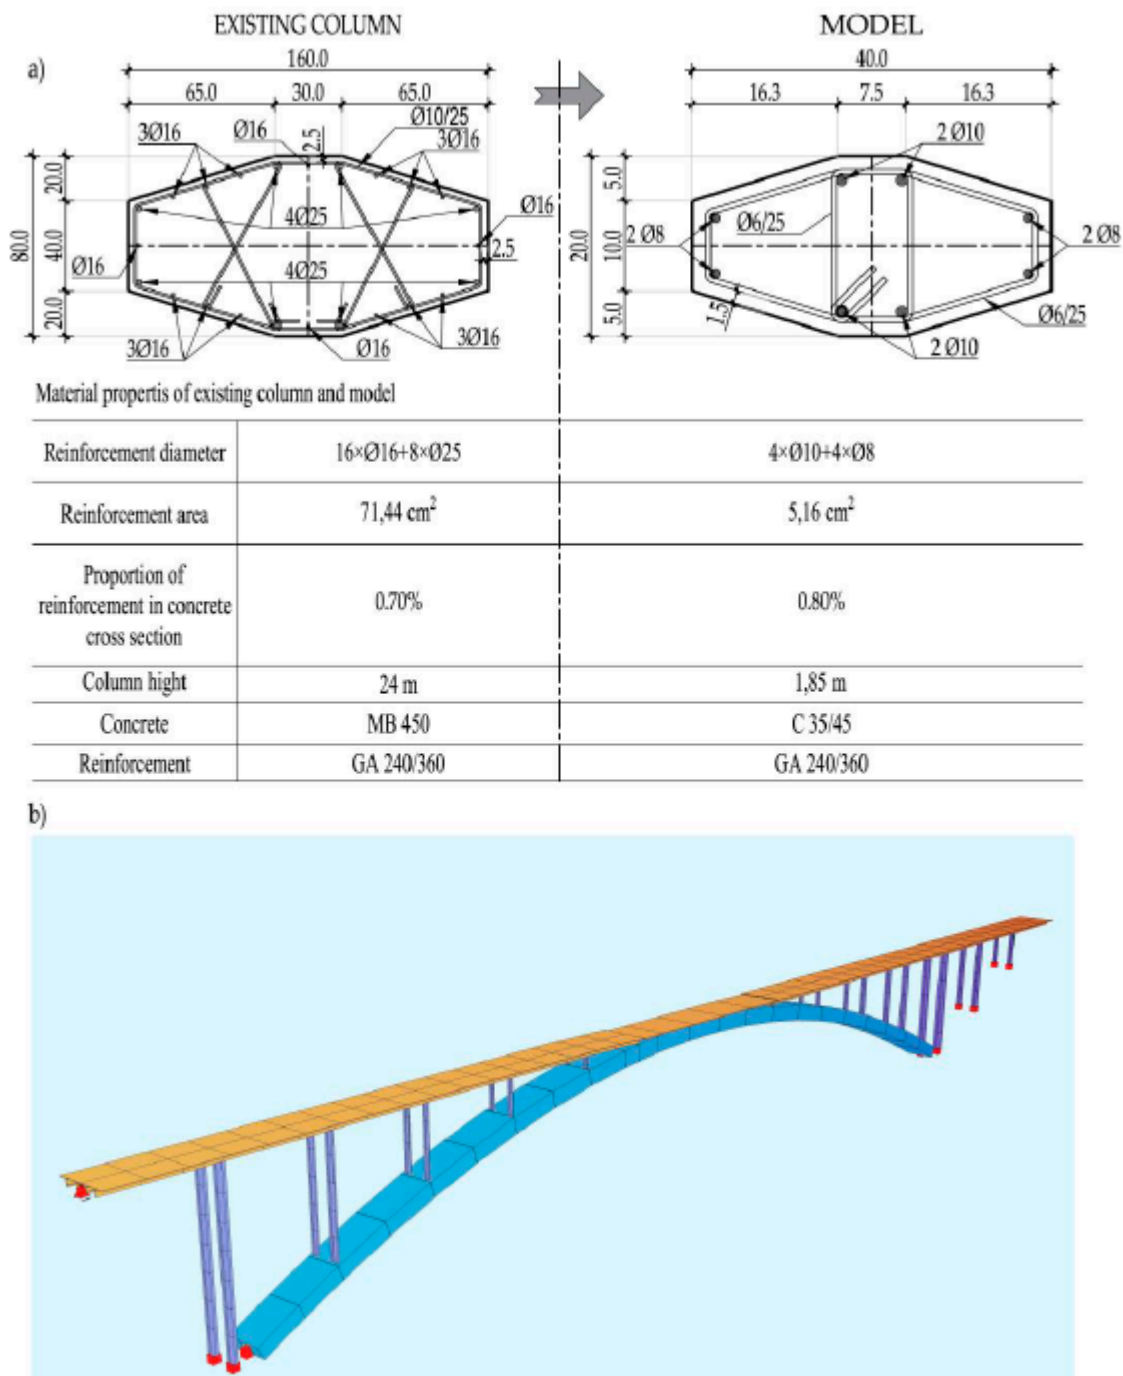 EXISTING COLUMN
MODEL
a)
160.0
40.0
65.0 30.0 65.0
16.3 7.5 16.3
Ø10/25
3Ø16 Ø16 2.5 3Ø16
2 Ø10
20.0
5.0
4Ø25
Ø16
2 Ø8
Ø6/25
2 Ø8
80.0 40.0
20.0 10.0
Ø16
2.5
4Ø25
20.0
5.0
1.5
Ø6/25
3Ø16 Ø16 3Ø16
2 Ø10
Material propertis of existing column and model
Reinforcement diameter 16×Ø16+8×Ø25 4×Ø10+4×Ø8
Reinforcement area 71,44 cm² 5,16 cm²
Proportion of
reinforcement in concrete 0.70% 0.80%
cross section
Column hight 24 m 1,85 m
Concrete MB 450 C 35/45
Reinforcement GA 240/360 GA 240/360
b)